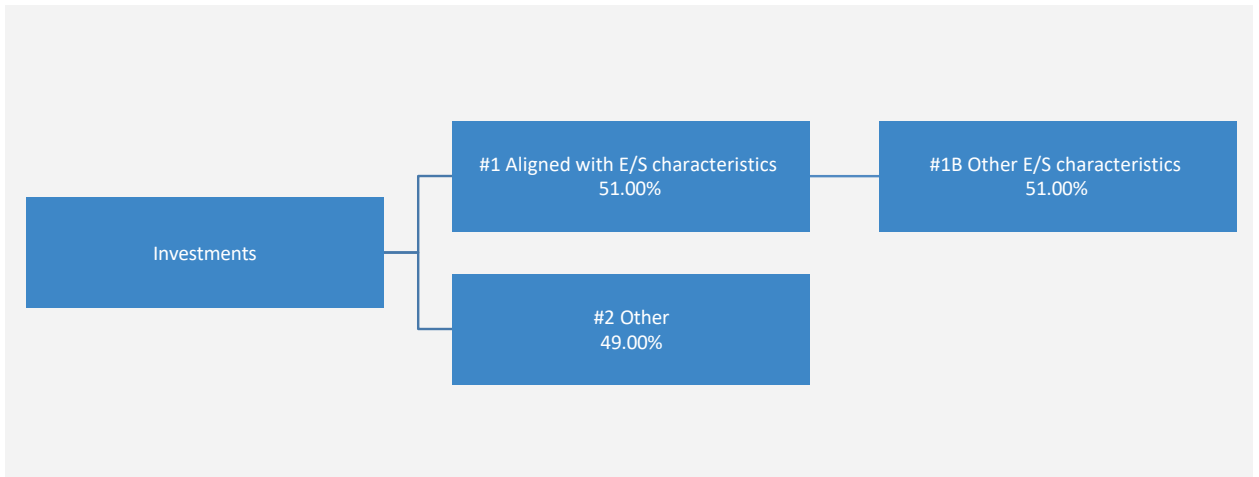 Investments
#1 Aligned with E/S characteristics
51.00%
#1B Other E/S characteristics
51.00%
#2 Other
49.00%